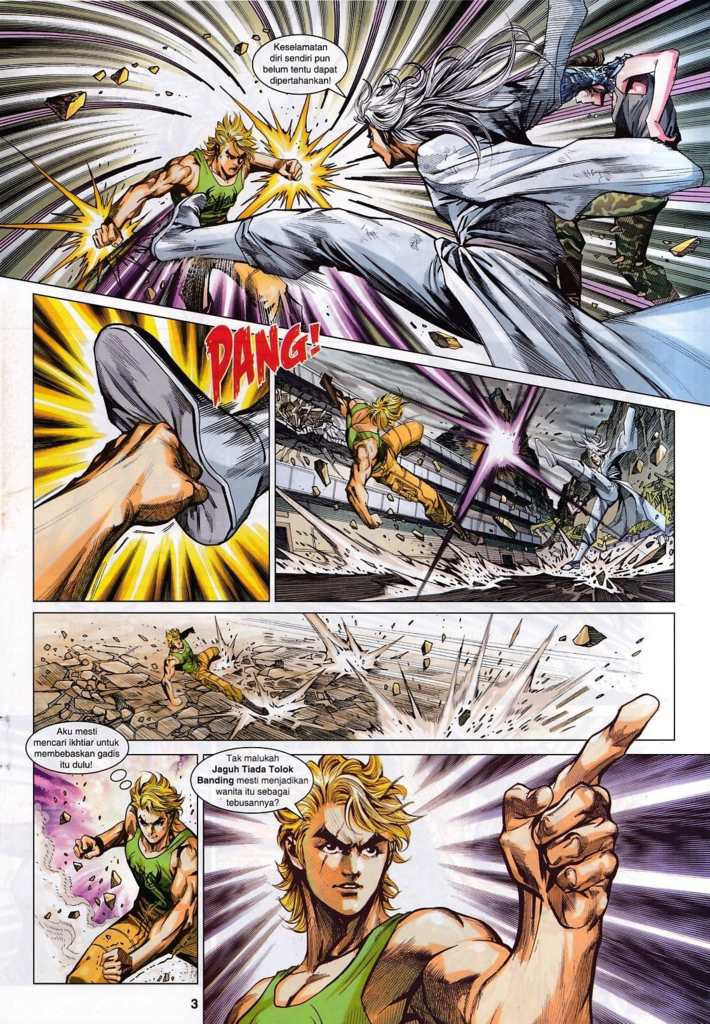 Keselamatan
diri sendiri pun
belum tentu dapat
dipertahankan!
PANG!
Aku mesti
mencari ikhtiar untuk
membebaskan gadis
itu dulu!
Tak malukah
Jaguh Tiada Tolok
Banding mesti menjadikan
wanita itu sebagai
tebusannya?
3